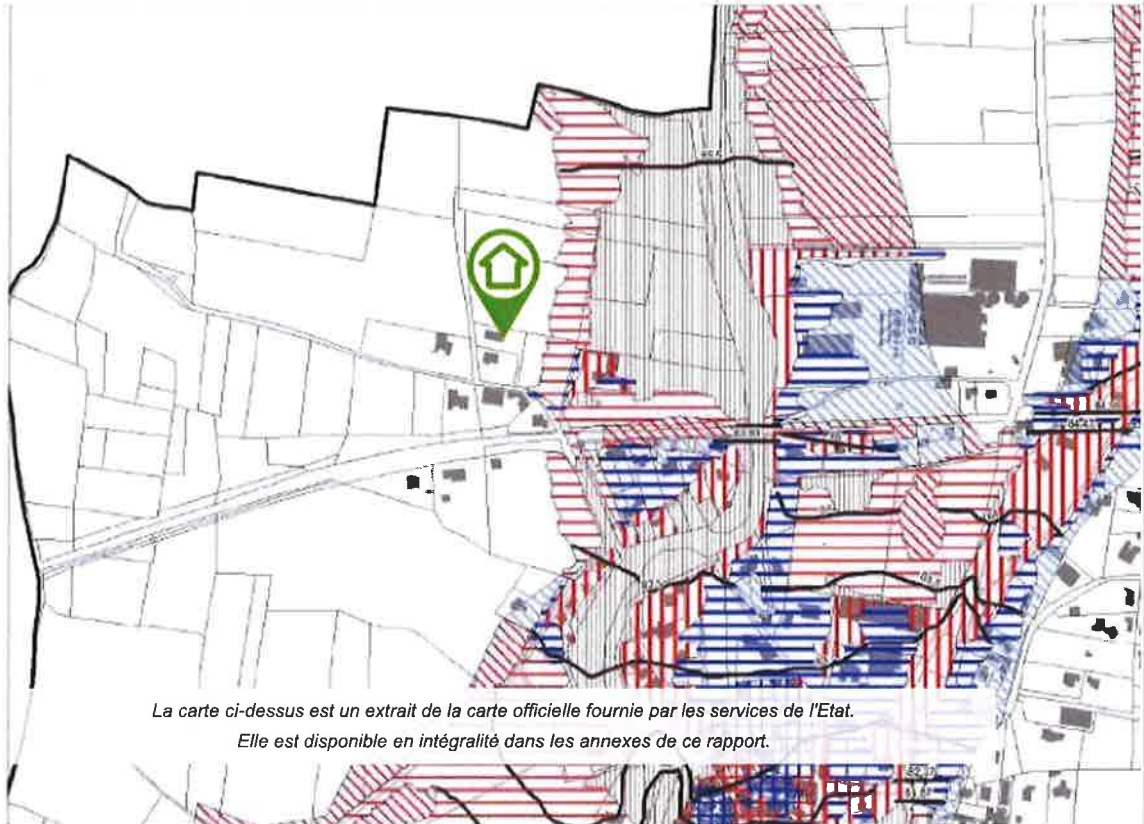 La carte ci-dessus est un extrait de la carte officielle fournie par les services de l'Etat.
Elle est disponible en intégralité dans les annexes de ce rapport.